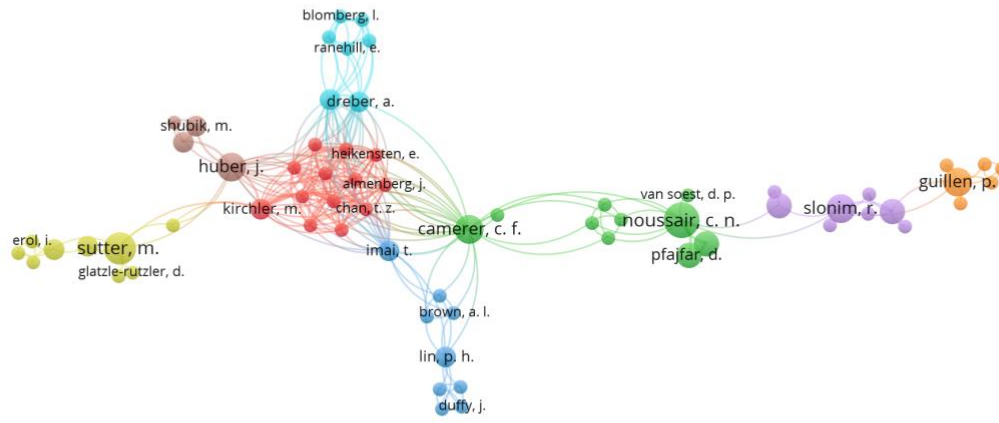 blomberg, l.
ranehill, e.
dreber, a.
shubik, m.
heikensten, e.
huber, j.
almenberg, j.
guillen, p.
van soest, d. p.
kirchler, m.
chan, t. z.
slonim, r.
camerer, c. f.
noussair, c. n.
erol, i.
sutter, m.
imai, t.
pfajfar, d.
glatzle-rutzler, d.
brown, a. l.
lin, p. h.
duffy, j.